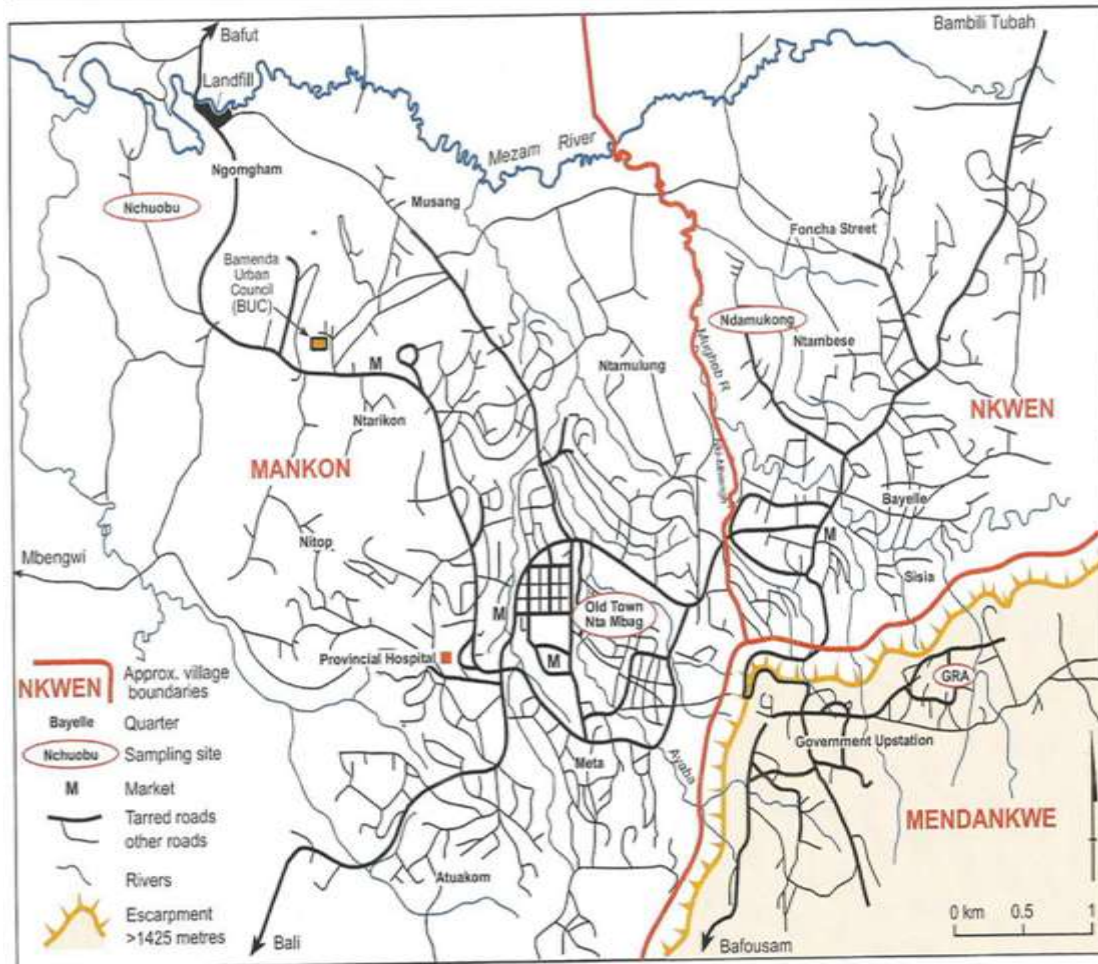 Bafut
Bambili Tubah
Landfill
Mezam River
Ngomgham
Nchuobu
Musang
Foncha Street
Bamenda
Urban
Council
(BUC)
Ndamukong
Ntambese
Mughob R
Ntamulung
M
NKWEN
Ntarikon
MANKON
Bayelle
M
Nitop
Mbengwi
Sisia
Old Town
Nta Mbag
M
Provincial Hospital
M
GRA
Government Upstation
Meta
Ayaba
MENDANKWE
Atuakom
Bali
Bafousam
NKWEN Approx. village
boundaries
Bayelle Quarter
Nchuobu Sampling site
M Market
Tarred roads
other roads
Rivers
Escarpment
>1425 metres
0 km 0.5 1